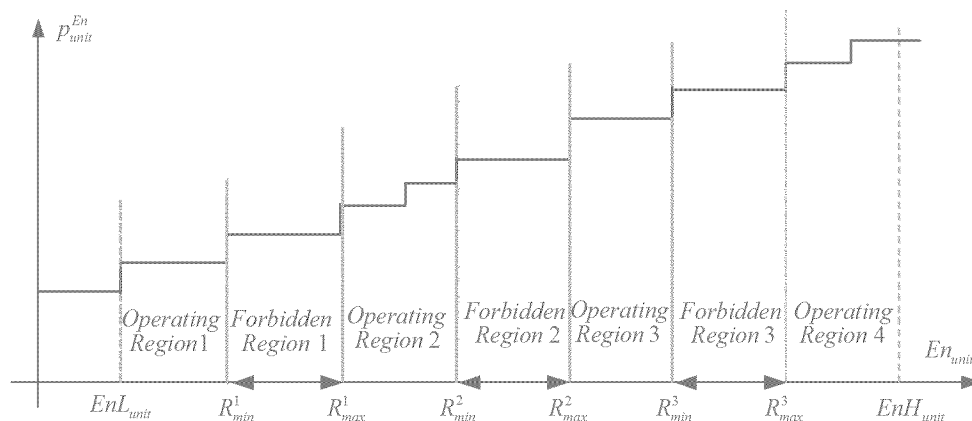 p^{En}_{unit}
Operating Region 1
Forbidden Region 1
Operating Region 2
Forbidden Region 2
Operating Region 3
Forbidden Region 3
Operating Region 4
En_{unit}
EnL_{unit}
R^1_{min}
R^1_{max}
R^2_{min}
R^2_{max}
R^3_{min}
R^3_{max}
EnH_{unit}